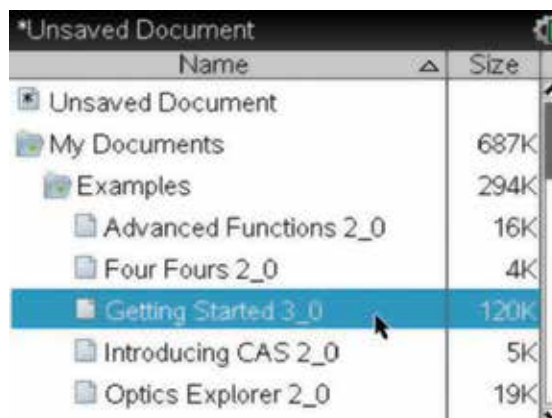 *Unsaved Document
Name Size
Unsaved Document
My Documents 687K
Examples 294K
Advanced Functions 2_0 16K
Four Fours 2_0 4K
Getting Started 3_0 120K
Introducing CAS 2_0 5K
Optics Explorer 2_0 19K